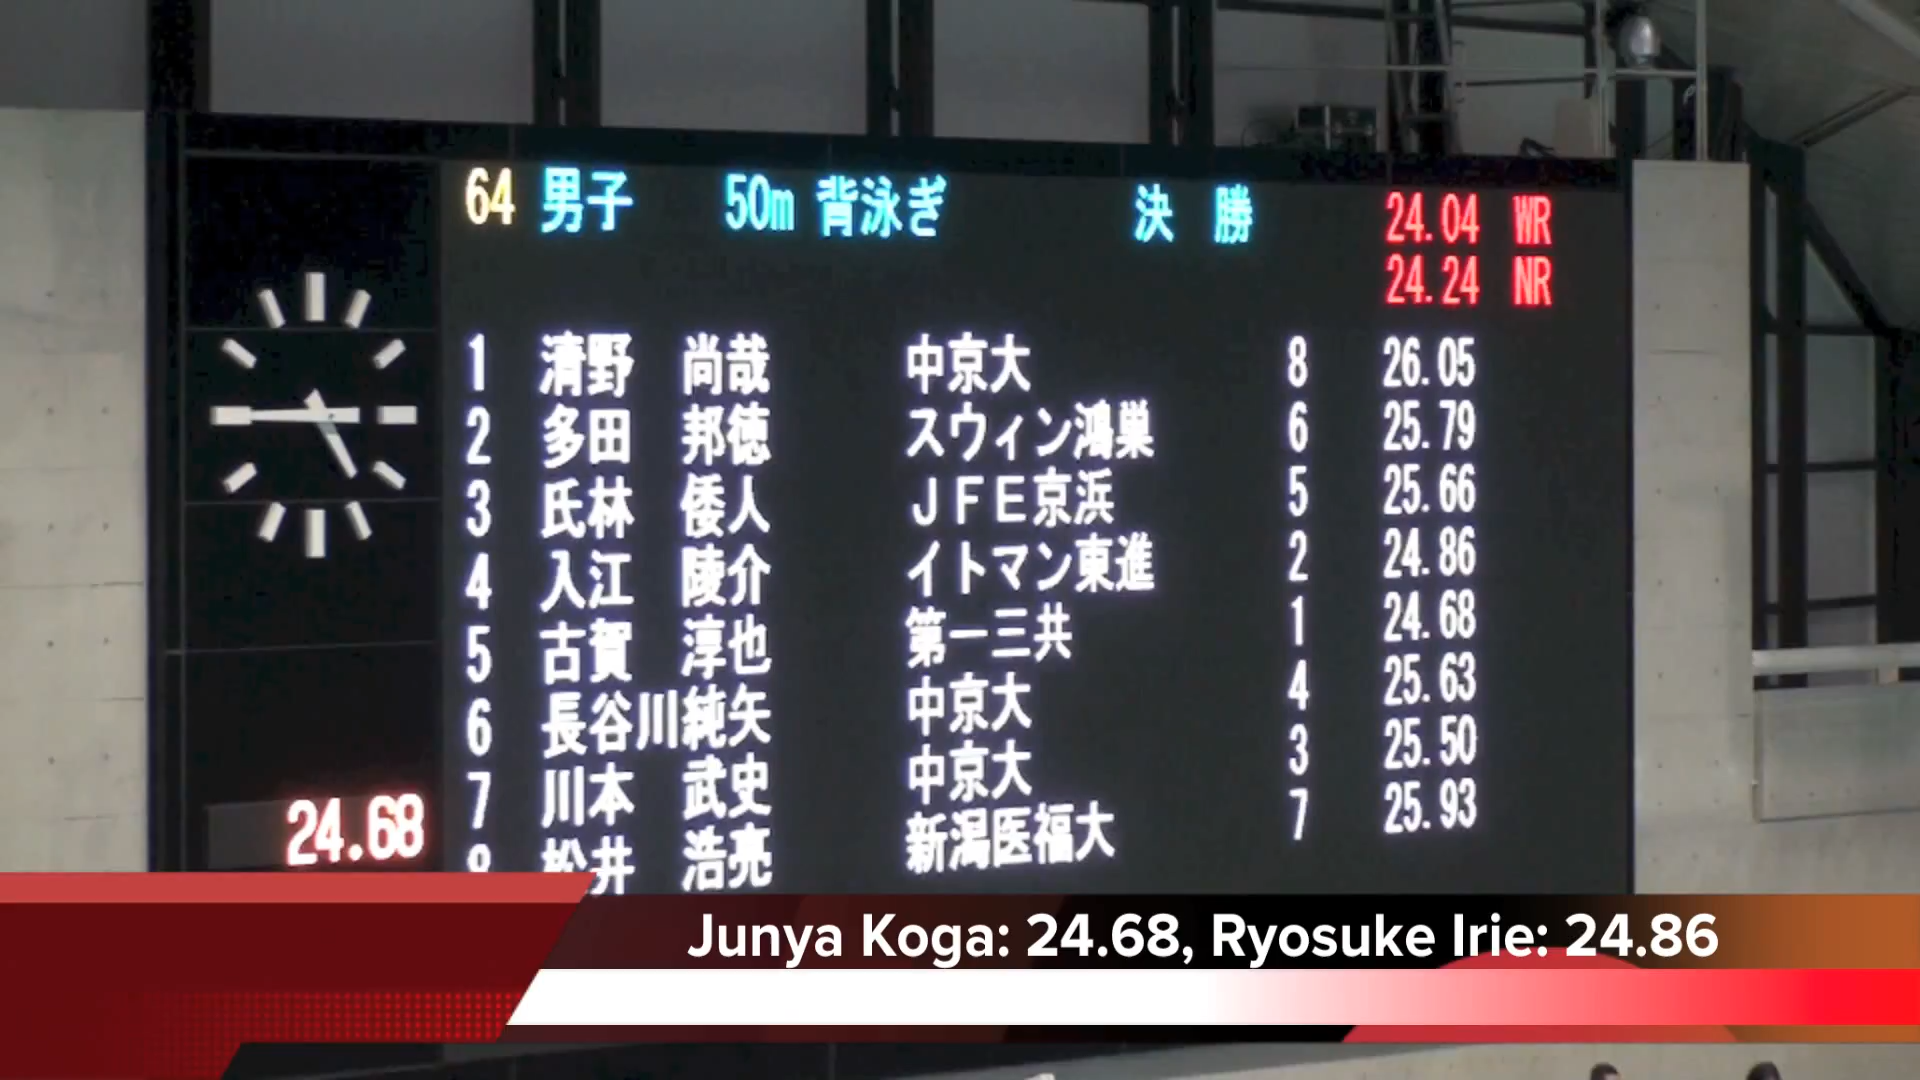 64 男子 50m 背泳ぎ 決 勝 24.04 WR
24.24 NR
1 清野 尚哉 中京大 8 26.05
2 多田 邦徳 スウィン鴻巣 6 25.79
3 氏林 倭人 JFE京浜 5 25.66
4 入江 陵介 イトマン東進 2 24.86
5 古賀 淳也 第一三共 1 24.68
6 長谷川純矢 中京大 4 25.63
7 川本 武史 中京大 3 25.50
8 松井 浩亮 新潟医福大 7 25.93
24.68
Junya Koga: 24.68, Ryosuke Irie: 24.86